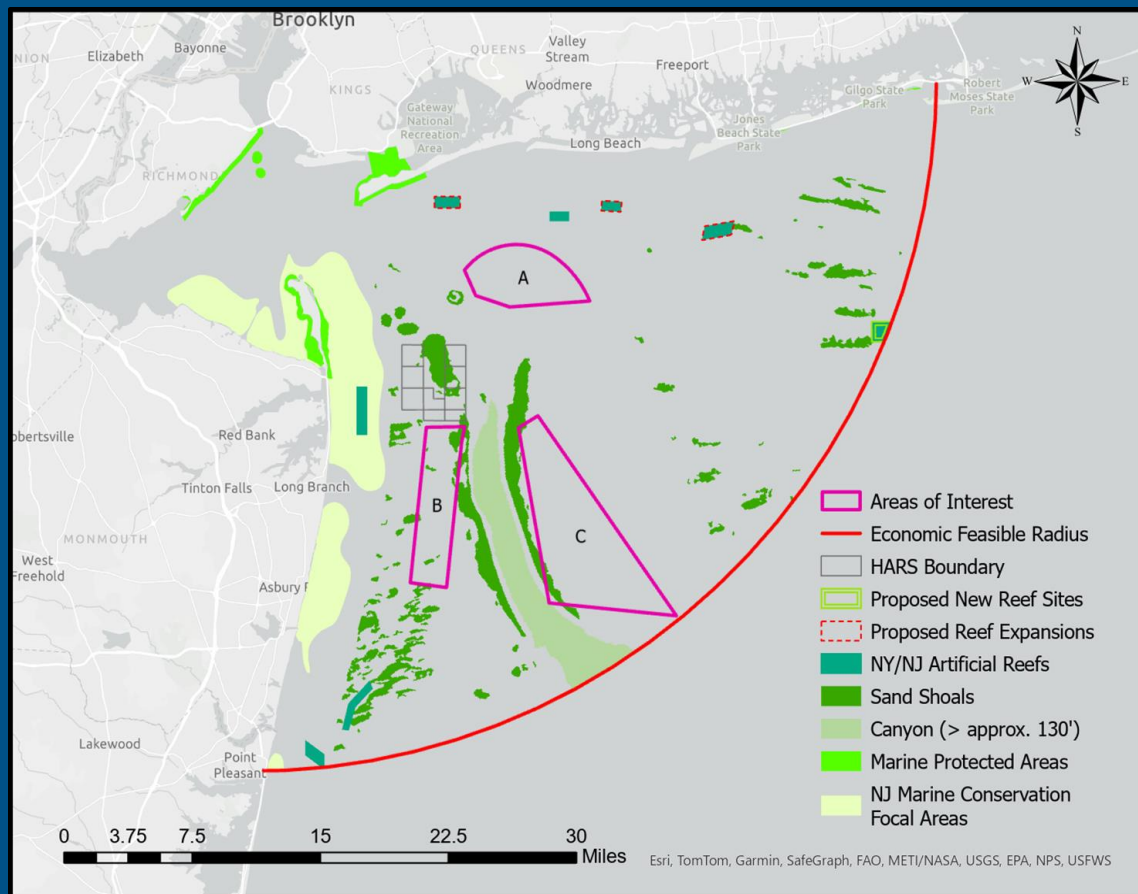 Brooklyn
Elizabeth
Bayonne
NION
QUEENS
Valley
Stream
Freeport
Woodmere
KINGS
Gateway
National
Recreation
Area
Long Beach
Jones
Beach State
Park
Gilgo State
Park
Robert
Moses State
Park
N
W
E
S
RICHMOND
A
obertsville
Red Bank
Tinton Falls
Long Branch
MONMOUTH
West
Freehold
Asbury P
B
C
Lakewood
Point
Pleasant
Areas of Interest
Economic Feasible Radius
HARS Boundary
Proposed New Reef Sites
Proposed Reef Expansions
NY/NJ Artificial Reefs
Sand Shoals
Canyon (> approx. 130')
Marine Protected Areas
NJ Marine Conservation
Focal Areas
0 3.75 7.5 15 22.5 30
Miles
Esri, TomTom, Garmin, SafeGraph, FAO, METI/NASA, USGS, EPA, NPS, USFWS